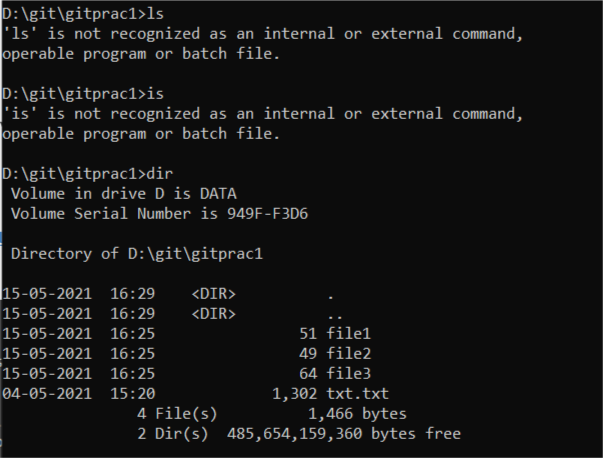 D:\git\gitprac1>ls
'ls' is not recognized as an internal or external command,
operable program or batch file.
D:\git\gitprac1>is
'is' is not recognized as an internal or external command,
operable program or batch file.
D:\git\gitprac1>dir
 Volume in drive D is DATA
 Volume Serial Number is 949F-F3D6
 Directory of D:\git\gitprac1
15-05-2021  16:29    <DIR>          .
15-05-2021  16:29    <DIR>          ..
15-05-2021  16:25                51 file1
15-05-2021  16:25                49 file2
15-05-2021  16:25                64 file3
04-05-2021  15:20             1,302 txt.txt
               4 File(s)          1,466 bytes
               2 Dir(s)  485,654,159,360 bytes free